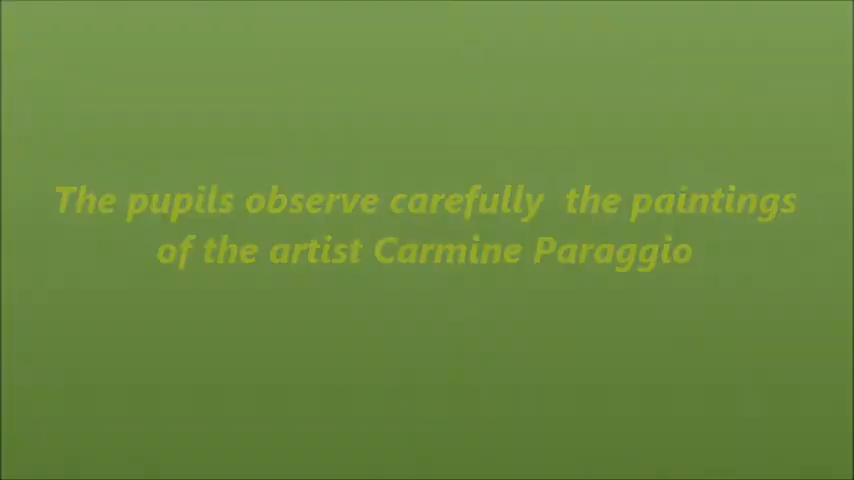 The pupils observe carefully  the paintings
of the artist Carmine Paraggio